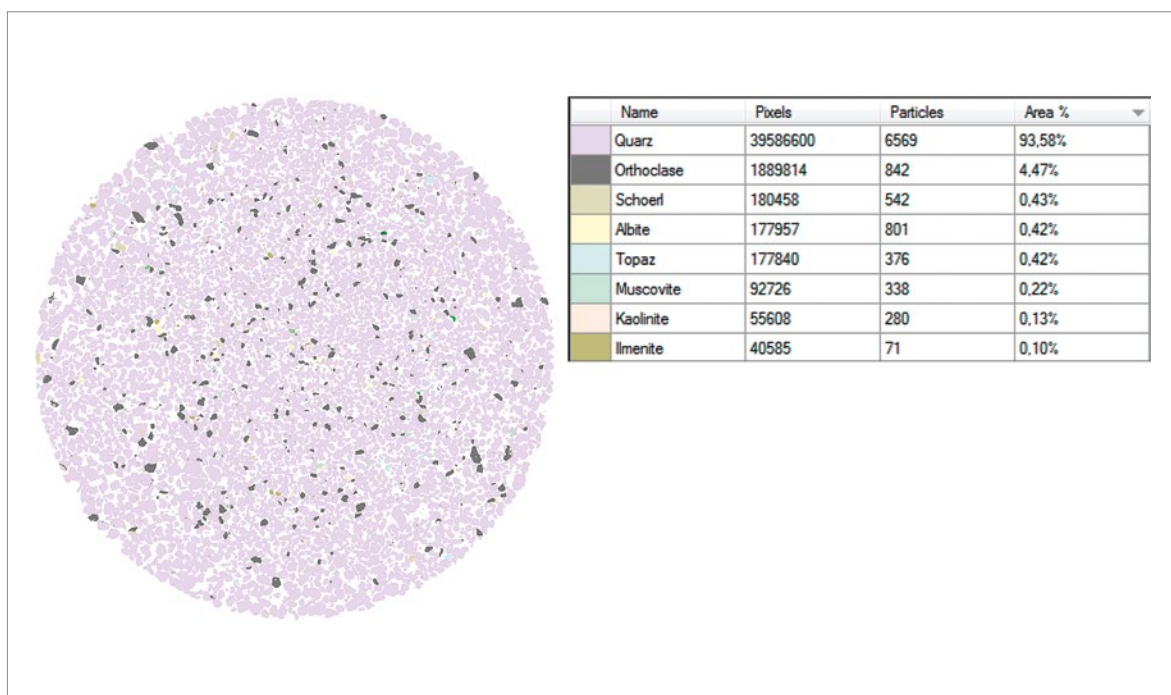 Name Pixels Particles Area %
Quarz 39586600 6569 93,58%
Orthoclase 1889814 842 4,47%
Schoerl 180458 542 0,43%
Albite 177957 801 0,42%
Topaz 177840 376 0,42%
Muscovite 92726 338 0,22%
Kaolinite 55608 280 0,13%
Ilmenite 40585 71 0,10%